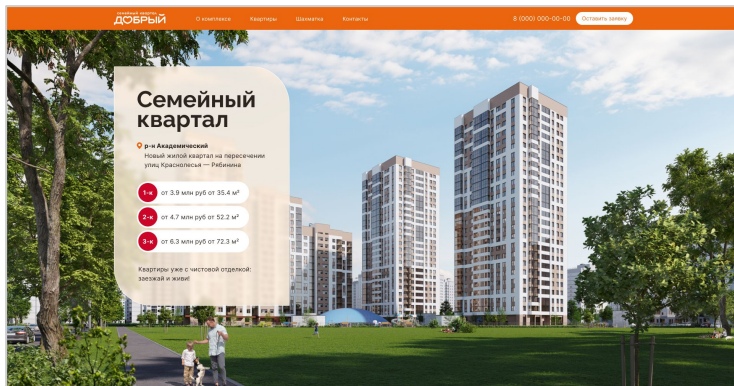 семейный квартал
ДОБРЫЙ
О комплексе
Квартиры
Шахматка
Контакты
8 (000) 000-00-00
Оставить заявку
Семейный
квартал
р-н Академический
Новый жилой квартал на пересечении
улиц Краснолесья — Рябинина
1-к от 3.9 млн руб от 35.4 м²
2-к от 4.7 млн руб от 52.2 м²
3-к от 6.3 млн руб от 72.3 м²
Квартиры уже с чистовой отделкой:
заезжай и живи!